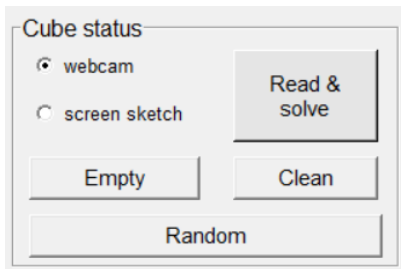 Cube status
webcam
Read &
solve
screen sketch
Empty
Clean
Random